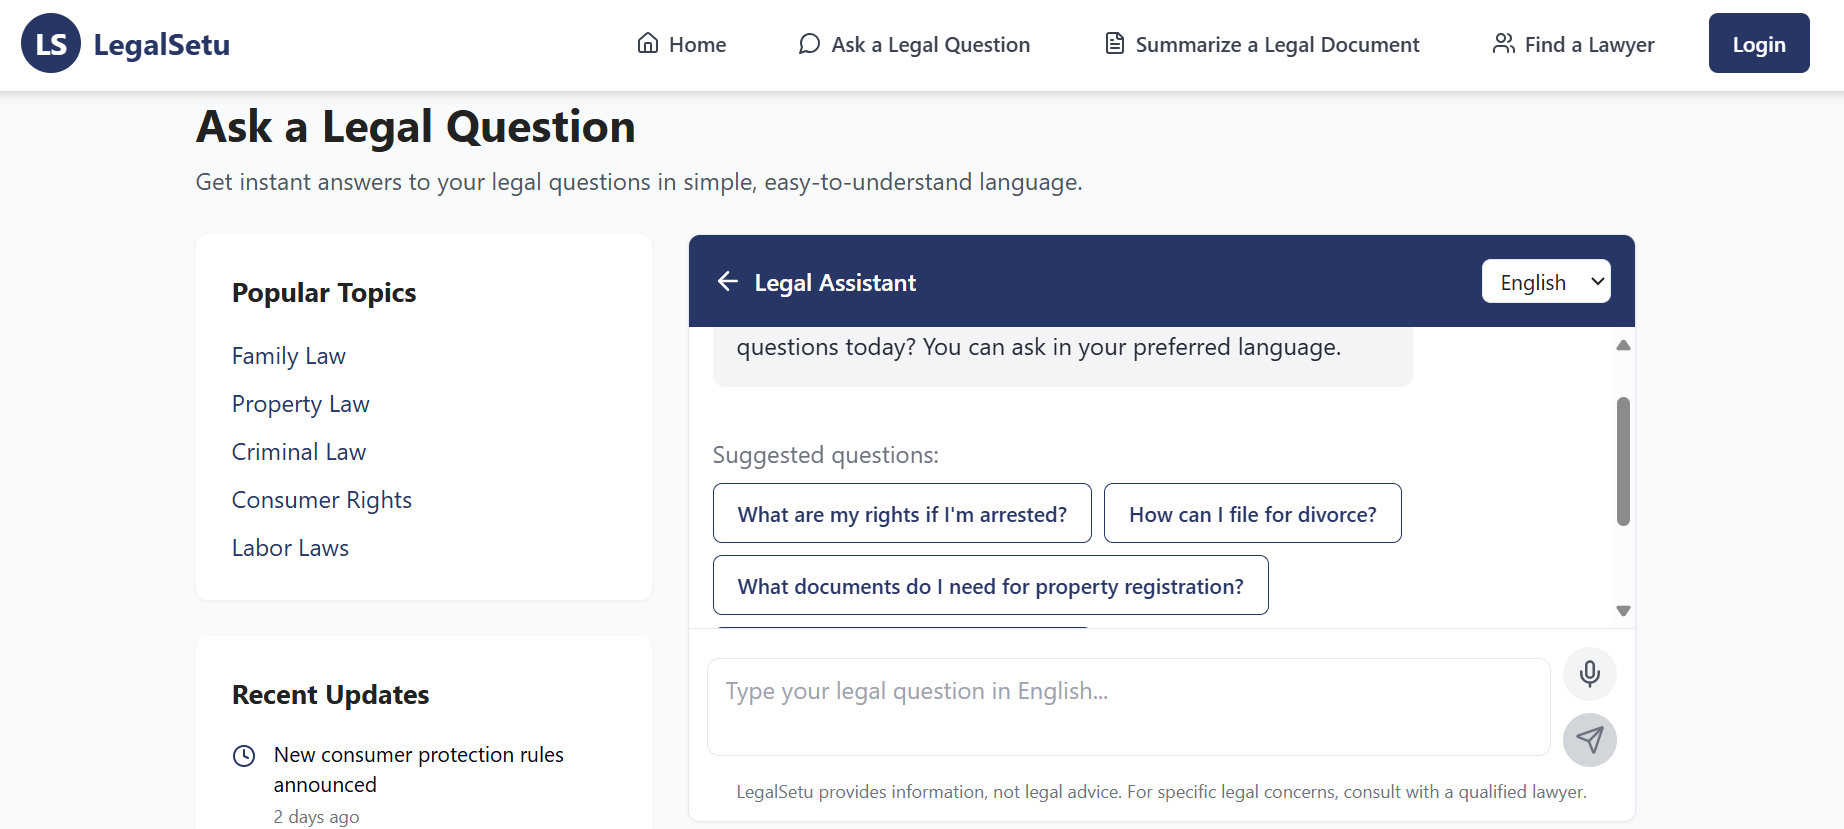 LS LegalSetu
Home
Ask a Legal Question
Summarize a Legal Document
Find a Lawyer
Login
Ask a Legal Question
Get instant answers to your legal questions in simple, easy-to-understand language.
Popular Topics
Family Law
Property Law
Criminal Law
Consumer Rights
Labor Laws
Recent Updates
New consumer protection rules
announced
2 days ago
Legal Assistant
English
questions today? You can ask in your preferred language.
Suggested questions:
What are my rights if I'm arrested?
How can I file for divorce?
What documents do I need for property registration?
Type your legal question in English...
LegalSetu provides information, not legal advice. For specific legal concerns, consult with a qualified lawyer.